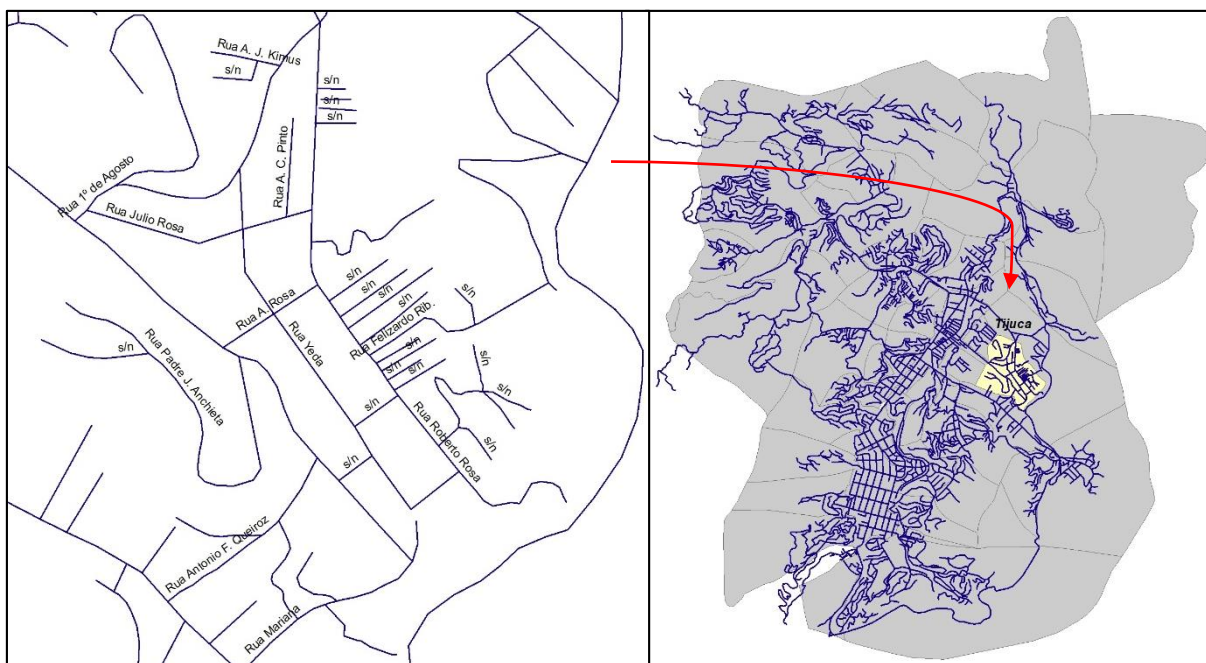 Rua A. J. Kimus
s/n
s/n
s/n
s/n
Rua A. C. Pinto
Rua 1º de Agosto
Rua Julio Rosa
s/n
s/n
s/n
s/n
s/n
Rua A. Rosa
Rua Felizardo Rib.
Rua Yeda
s/n
Rua Padre J. Anchieta
s/n
s/n
s/n
s/n
s/n
s/n
Rua Roberto Rosa
s/n
s/n
Rua Antonio F. Queiroz
Rua Mariana
Tijuca